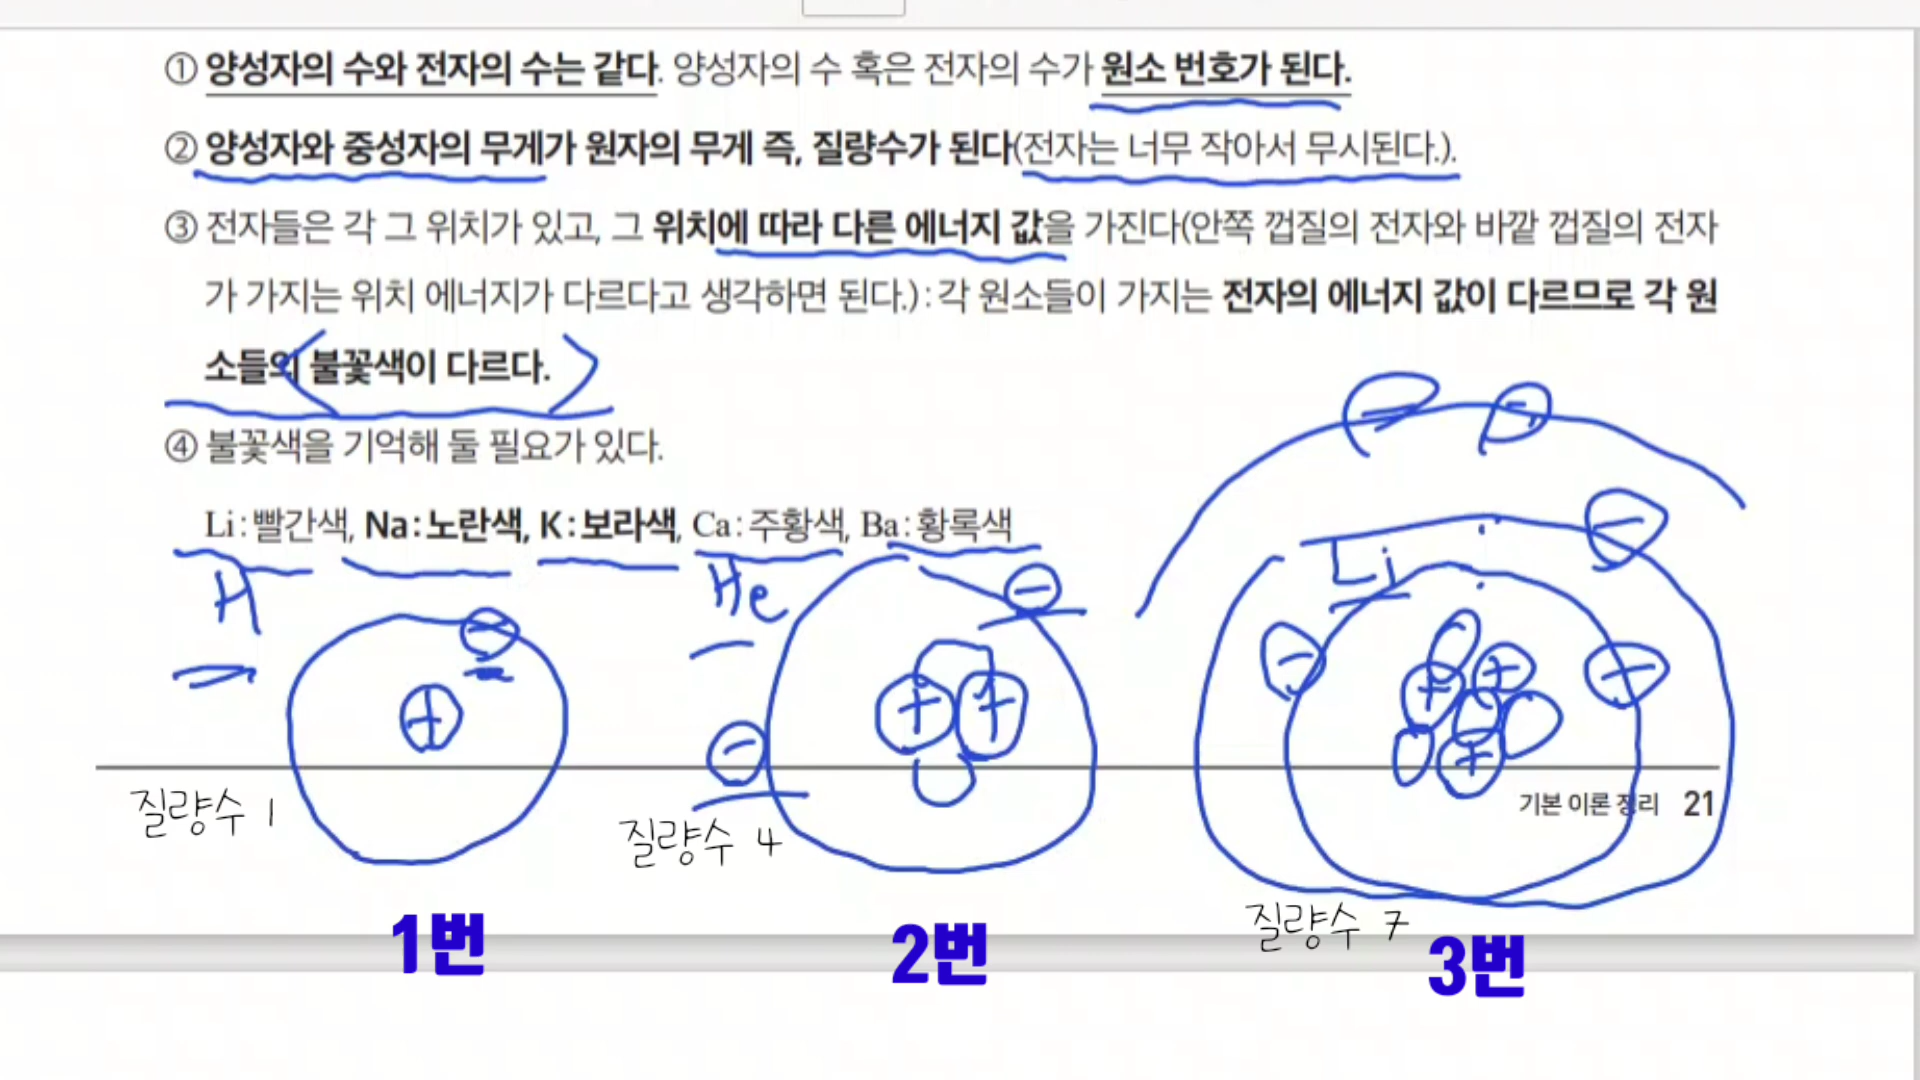 ① 양성자의 수와 전자의 수는 같다. 양성자의 수 혹은 전자의 수가 원소 번호가 된다.
② 양성자와 중성자의 무게가 원자의 무게 즉, 질량수가 된다(전자는 너무 작아서 무시된다.).
③ 전자들은 각 그 위치가 있고, 그 위치에 따라 다른 에너지 값을 가진다(안쪽 껍질의 전자와 바깥 껍질의 전자
가 가지는 위치 에너지가 다르다고 생각하면 된다.) : 각 원소들이 가지는 전자의 에너지 값이 다르므로 각 원
소들의 불꽃색이 다르다.
④ 불꽃색을 기억해 둘 필요가 있다.
Li : 빨간색, Na : 노란색, K : 보라색, Ca : 주황색, Ba : 황록색
H
He
Li
− + 
− − + +
− − − − − + + +
기본 이론 정리 21
질량수 1
질량수 4
질량수 7
1번
2번
3번